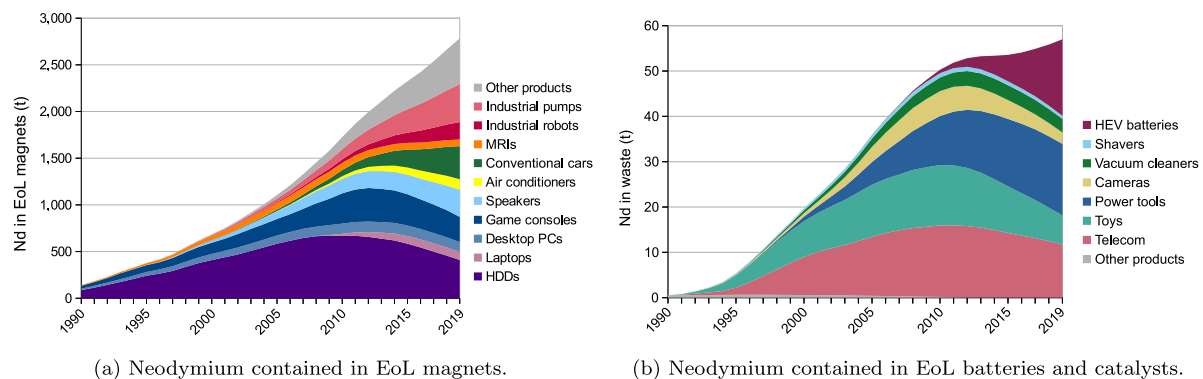 3,000
2,500
2,000
1,500
1,000
500
0
Nd in EoL magnets (t)
1990
1995
2000
2005
2010
2015
2019
Other products
Industrial pumps
Industrial robots
MRIs
Conventional cars
Air conditioners
Speakers
Game consoles
Desktop PCs
Laptops
HDDs
(a) Neodymium contained in EoL magnets.
60
50
40
30
20
10
0
Nd in waste (t)
1990
1995
2000
2005
2010
2015
2019
HEV batteries
Shavers
Vacuum cleaners
Cameras
Power tools
Toys
Telecom
Other products
(b) Neodymium contained in EoL batteries and catalysts.